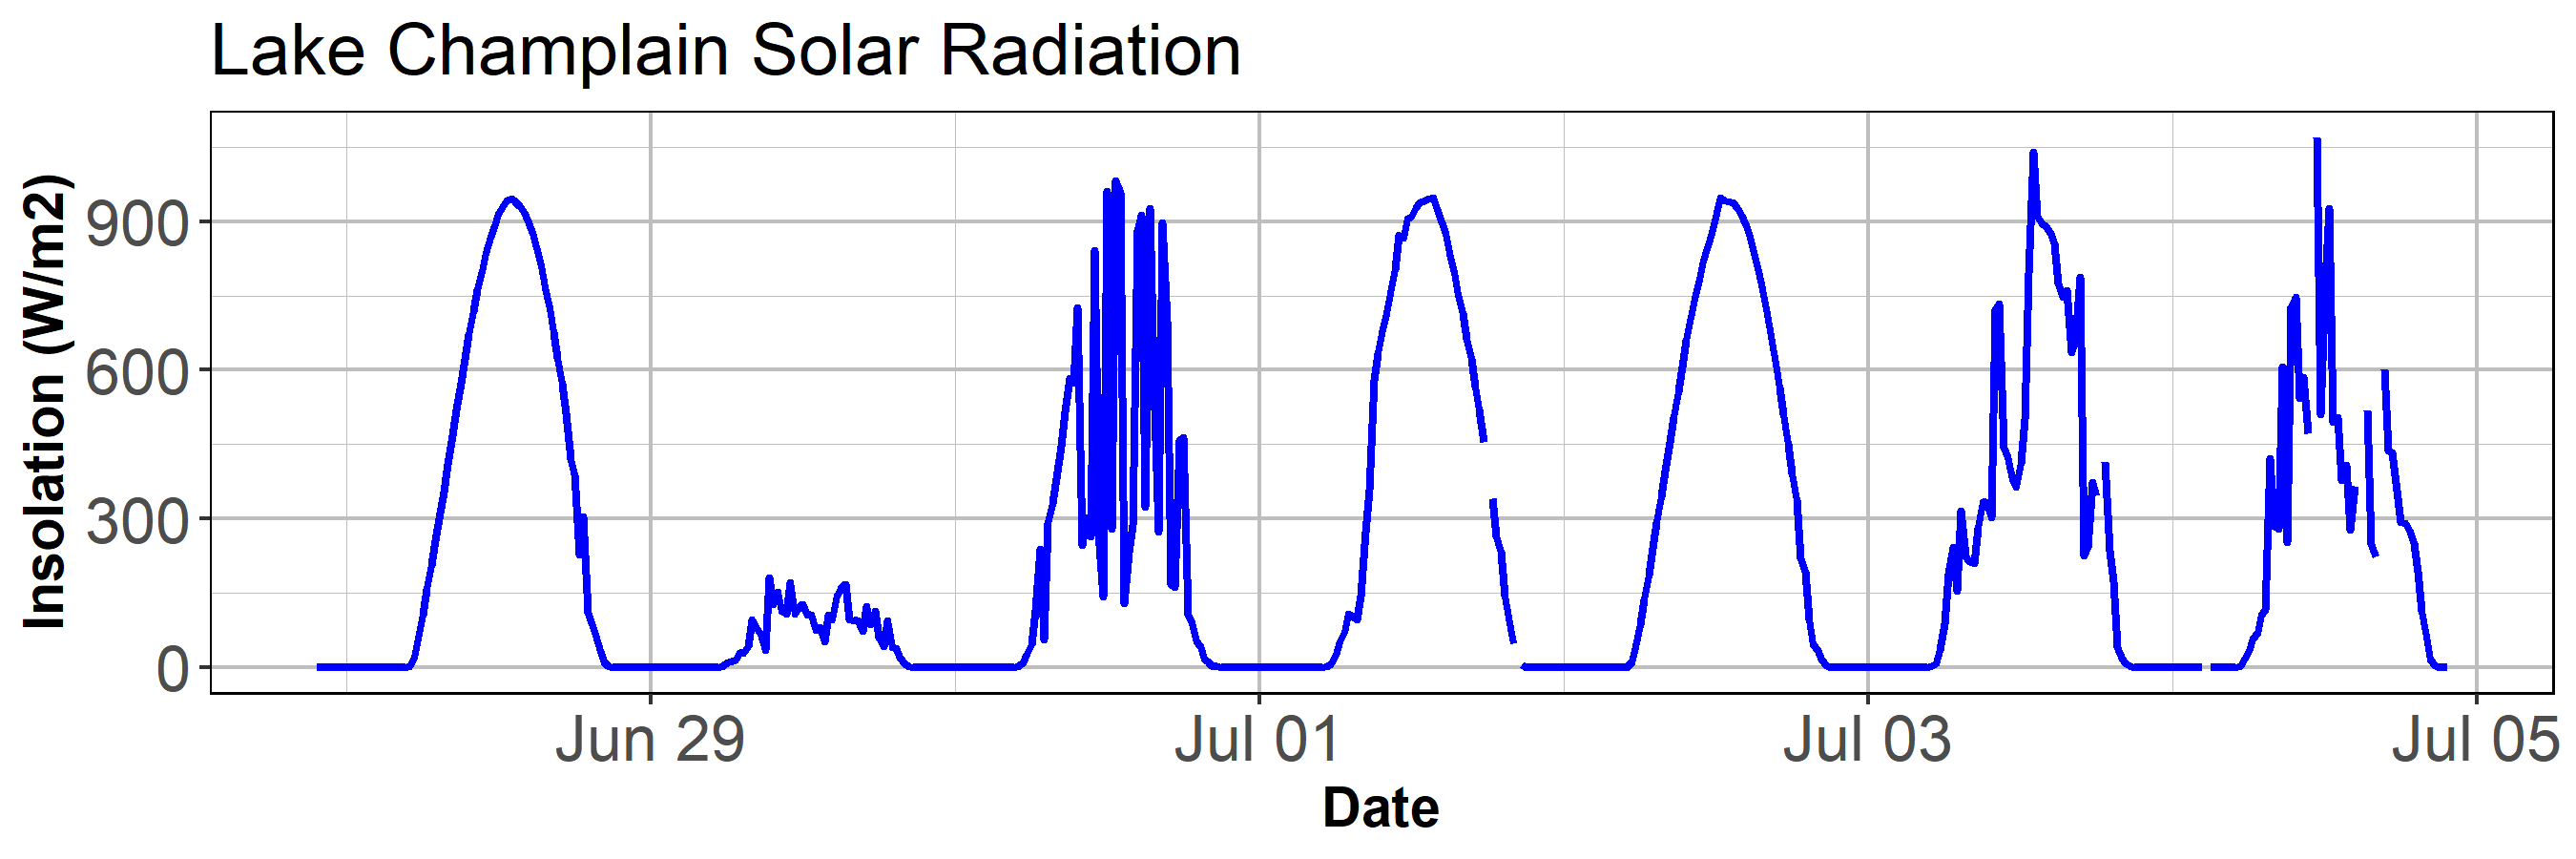 Lake Champlain Solar Radiation
Insolation (W/m2)
900
600
300
0
Jun 29 Jul 01 Jul 03 Jul 05
Date